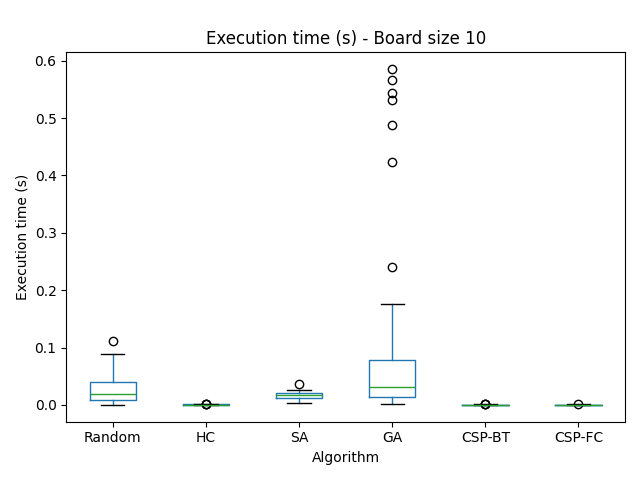 Execution time (s) - Board size 10
Execution time (s)
0.6
0.5
0.4
0.3
0.2
0.1
0.0
Random HC SA GA CSP-BT CSP-FC
Algorithm